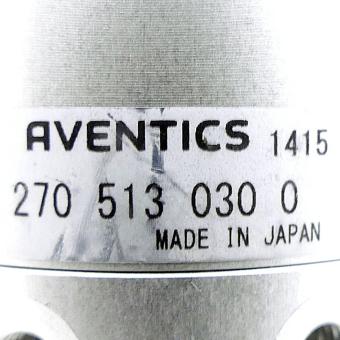 AVENTICS 1415
270 513 030 0
MADE IN JAPAN